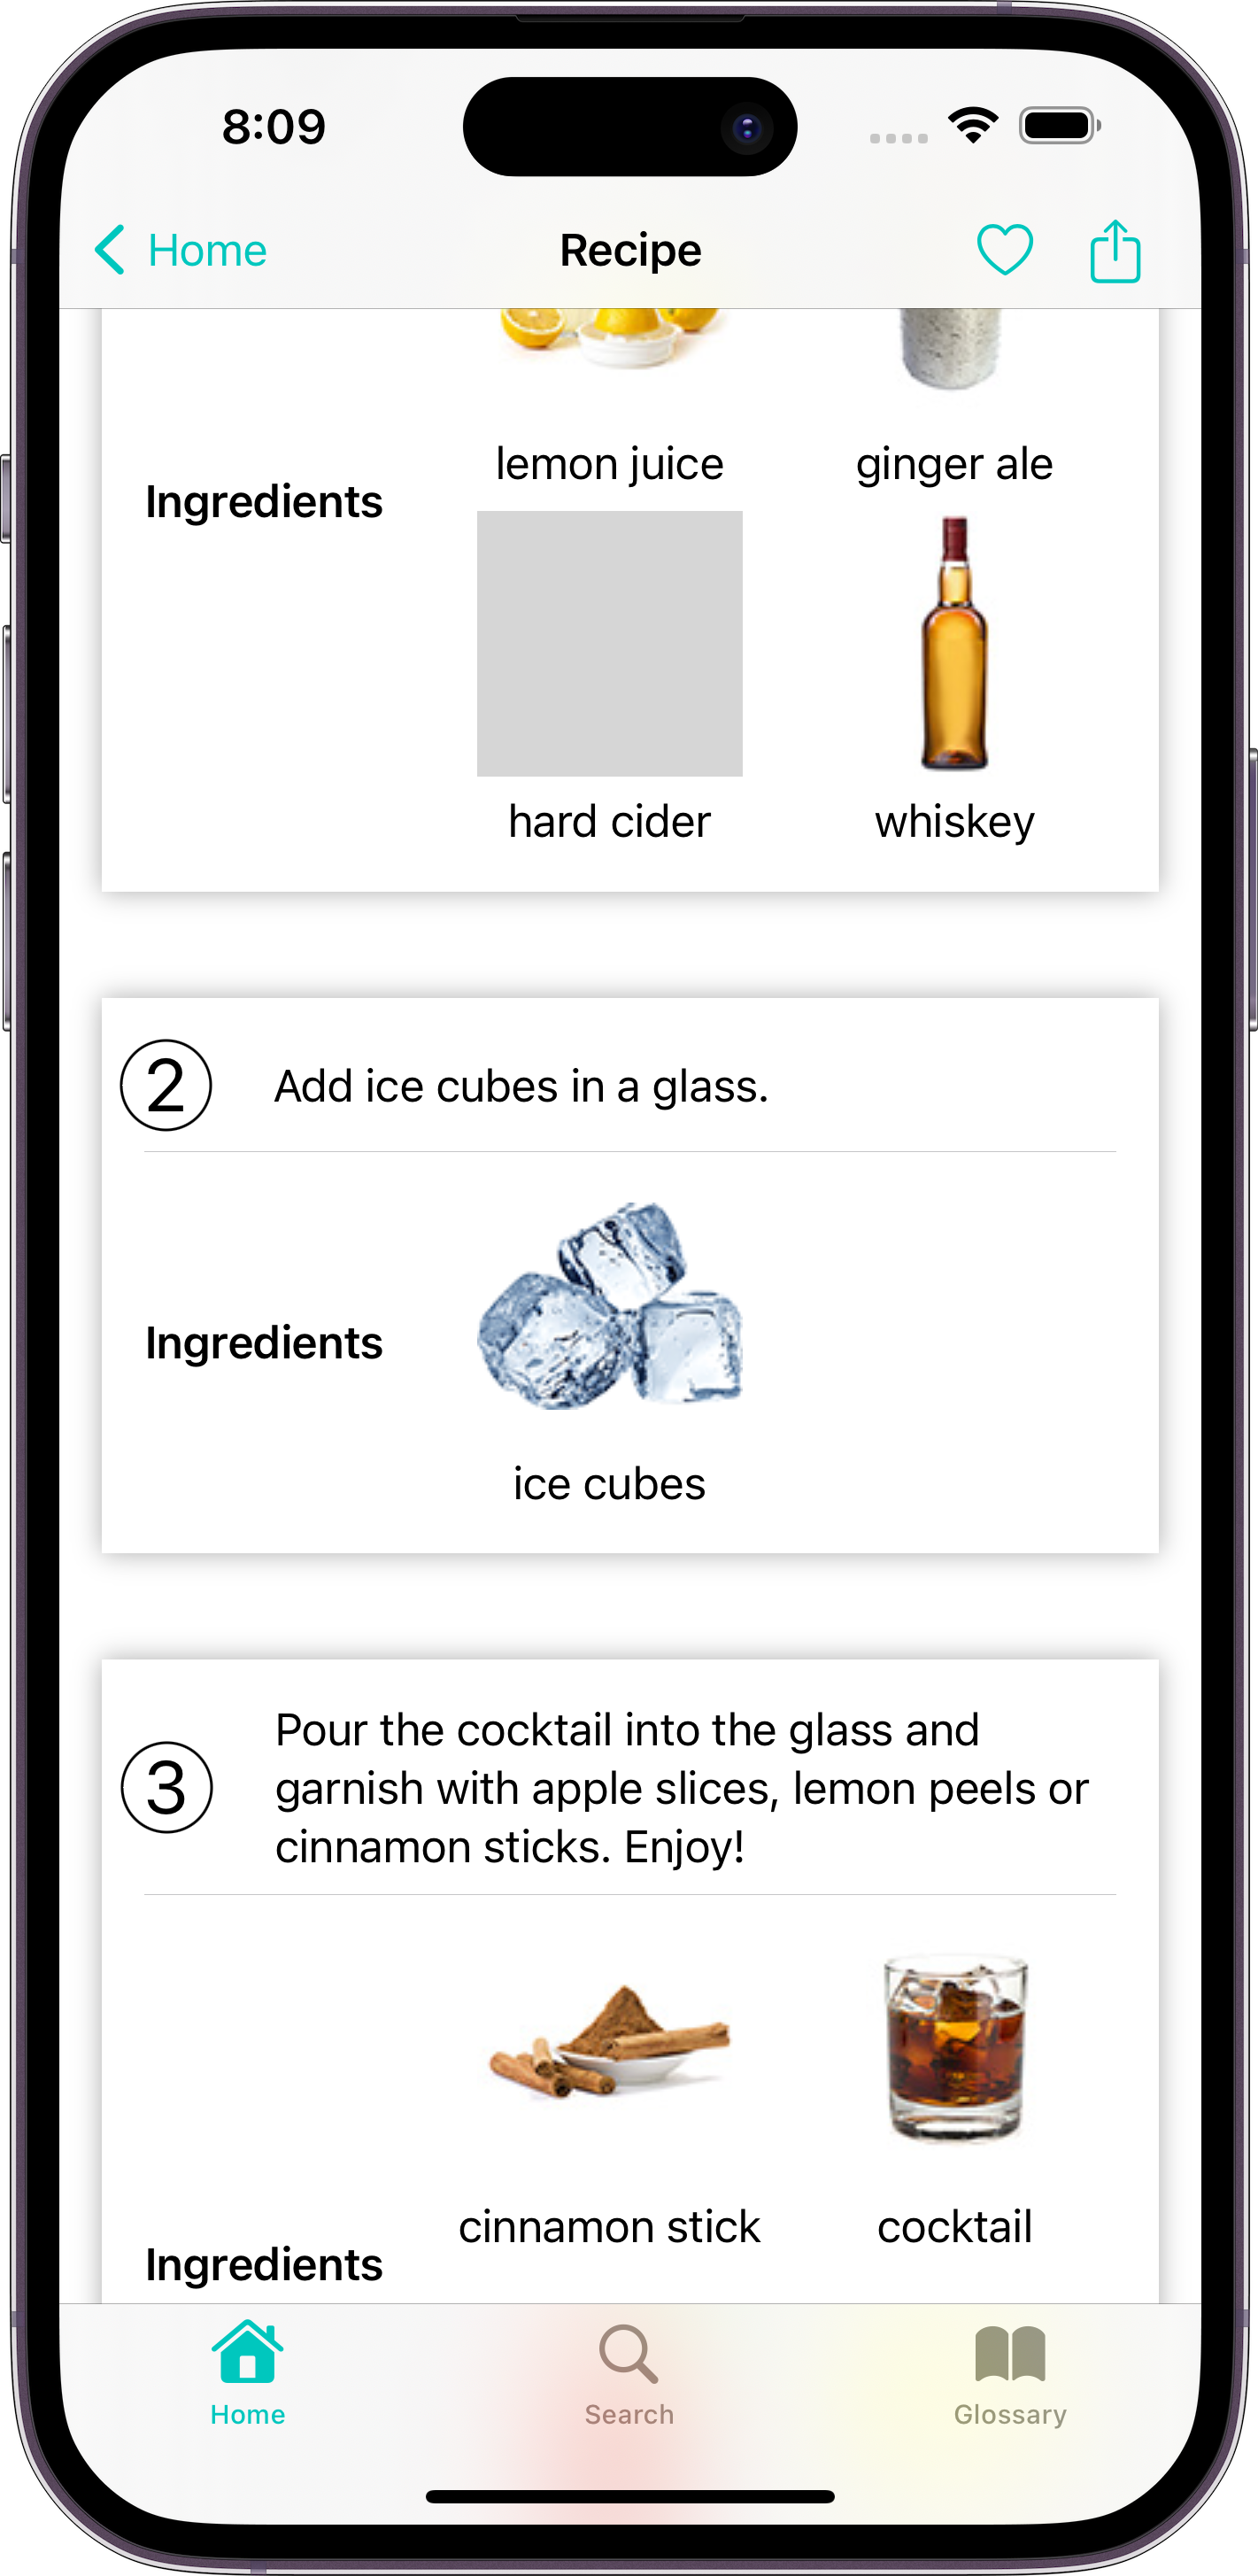 8:09
Home
Recipe
lemon juice
ginger ale
Ingredients
hard cider
whiskey
2
Add ice cubes in a glass.
Ingredients
ice cubes
3
Pour the cocktail into the glass and
garnish with apple slices, lemon peels or
cinnamon sticks. Enjoy!
cinnamon stick
cocktail
Ingredients
Home
Search
Glossary